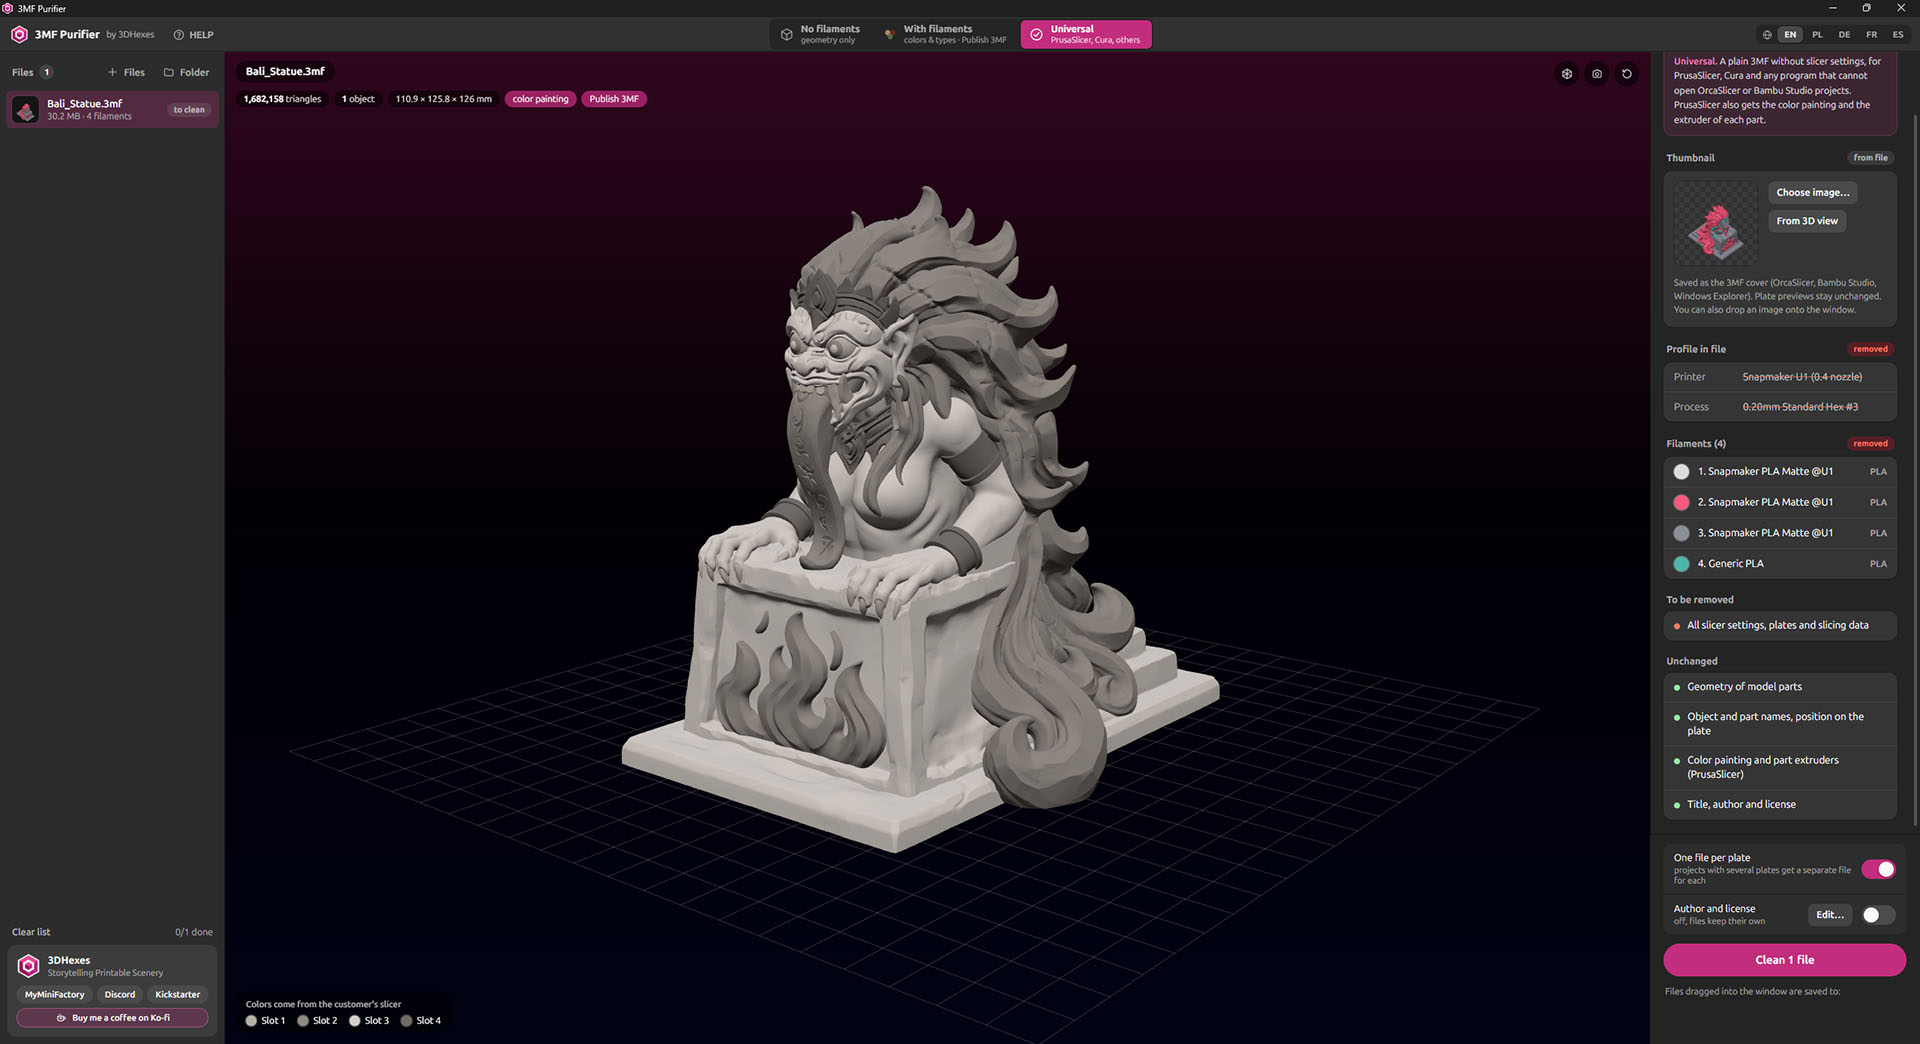 3MF Purifier
3MF Purifier by 3DHexes
HELP
No filaments
geometry only
With filaments
colors & types · Publish 3MF
Universal
PrusaSlicer, Cura, others
EN PL DE FR ES
Files 1
+ Files Folder
Bali_Statue.3mf
30.2 MB · 4 filaments
to clean
Clear list 0/1 done
3DHexes
Storytelling Printable Scenery
MyMiniFactory Discord Kickstarter
Buy me a coffee on Ko-fi
Bali_Statue.3mf
1,682,158 triangles 1 object 110.9 × 125.8 × 126 mm color painting Publish 3MF
Colors come from the customer's slicer
Slot 1 Slot 2 Slot 3 Slot 4
Universal. A plain 3MF without slicer settings, for
PrusaSlicer, Cura and any program that cannot
open OrcaSlicer or Bambu Studio projects.
PrusaSlicer also gets the color painting and the
extruder of each part.
Thumbnail from file
Choose image...
From 3D view
Saved as the 3MF cover (OrcaSlicer, Bambu Studio,
Windows Explorer). Plate previews stay unchanged.
You can also drop an image onto the window.
Profile in file removed
Printer Snapmaker U1 (0.4 nozzle)
Process 0.20mm Standard Hex #3
Filaments (4) removed
1. Snapmaker PLA Matte @U1 PLA
2. Snapmaker PLA Matte @U1 PLA
3. Snapmaker PLA Matte @U1 PLA
4. Generic PLA PLA
To be removed
All slicer settings, plates and slicing data
Unchanged
Geometry of model parts
Object and part names, position on the
plate
Color painting and part extruders
(PrusaSlicer)
Title, author and license
One file per plate
projects with several plates get a separate file
for each
Author and license
off, files keep their own
Edit...
Clean 1 file
Files dragged into the window are saved to: